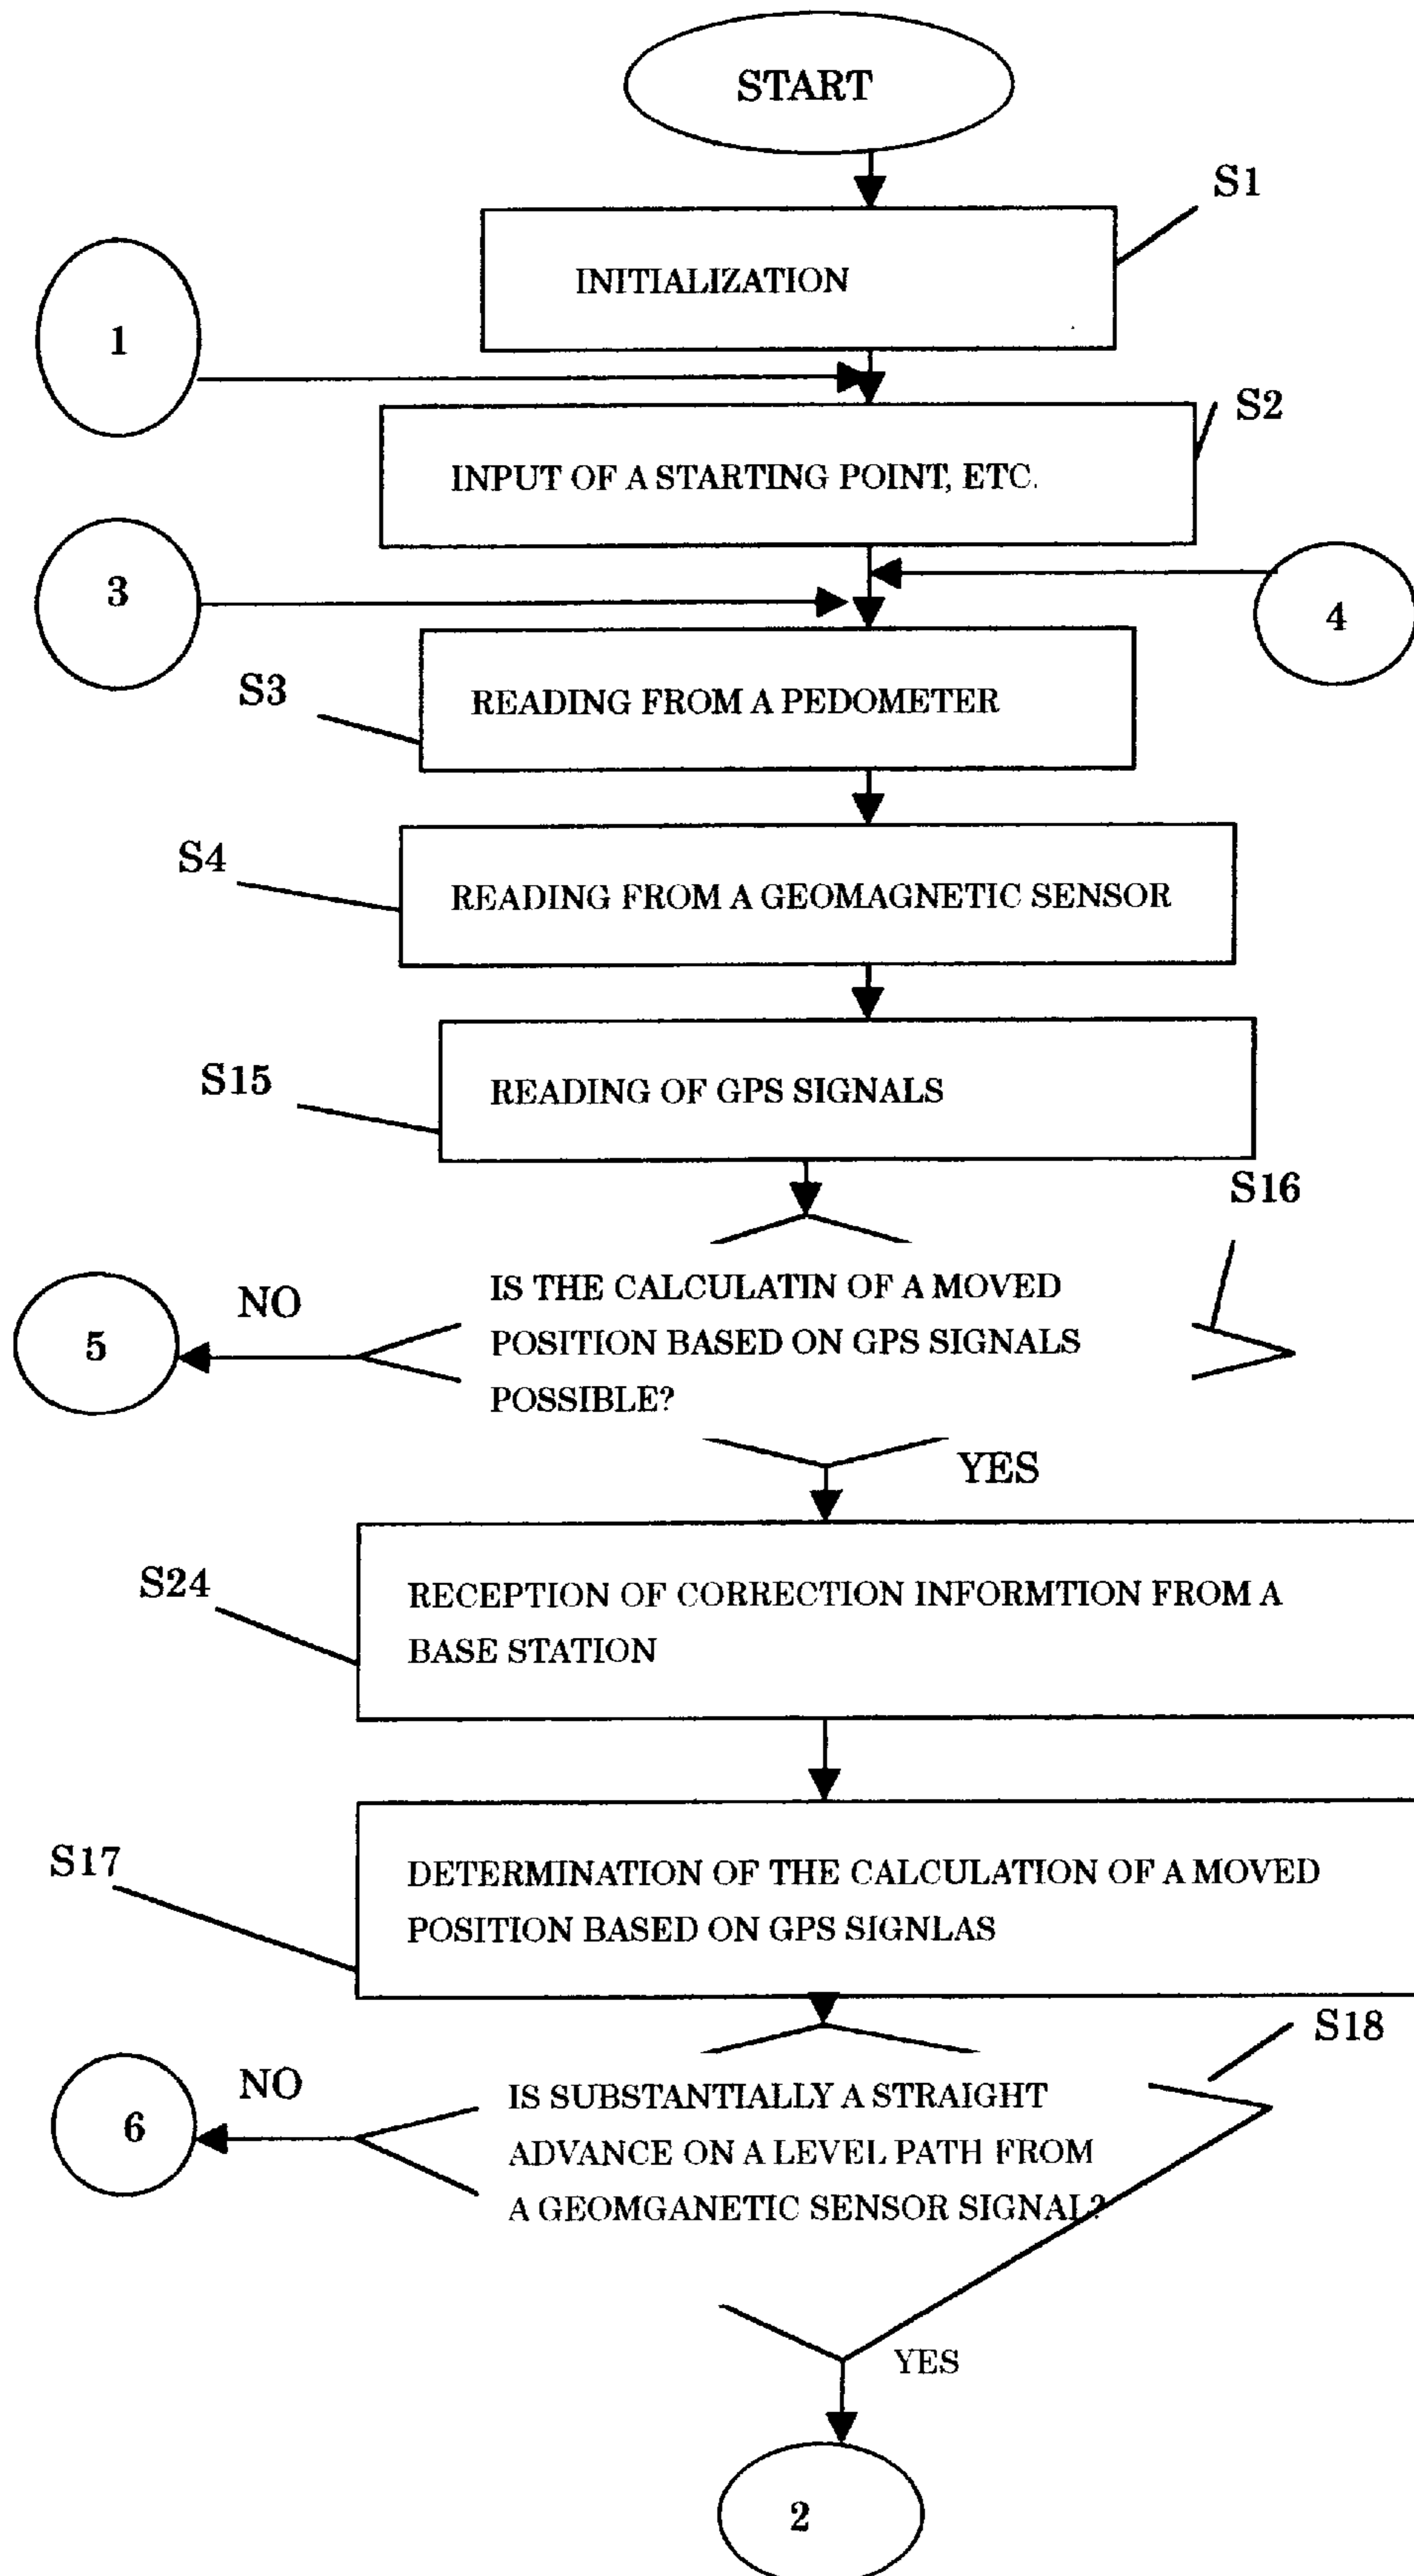 START
S1
INITIALIZATION
1
S2
INPUT OF A STARTING POINT, ETC.
3
4
S3
READING FROM A PEDOMETER
S4
READING FROM A GEOMAGNETIC SENSOR
S15
READING OF GPS SIGNALS
S16
IS THE CALCULATIN OF A MOVED
POSITION BASED ON GPS SIGNALS
POSSIBLE?
NO
5
YES
S24
RECEPTION OF CORRECTION INFORMTION FROM A
BASE STATION
S17
DETERMINATION OF THE CALCULATION OF A MOVED
POSITION BASED ON GPS SIGNLAS
S18
NO
6
IS SUBSTANTIALLY A STRAIGHT
ADVANCE ON A LEVEL PATH FROM
A GEOMGANETIC SENSOR SIGNAL?
YES
2